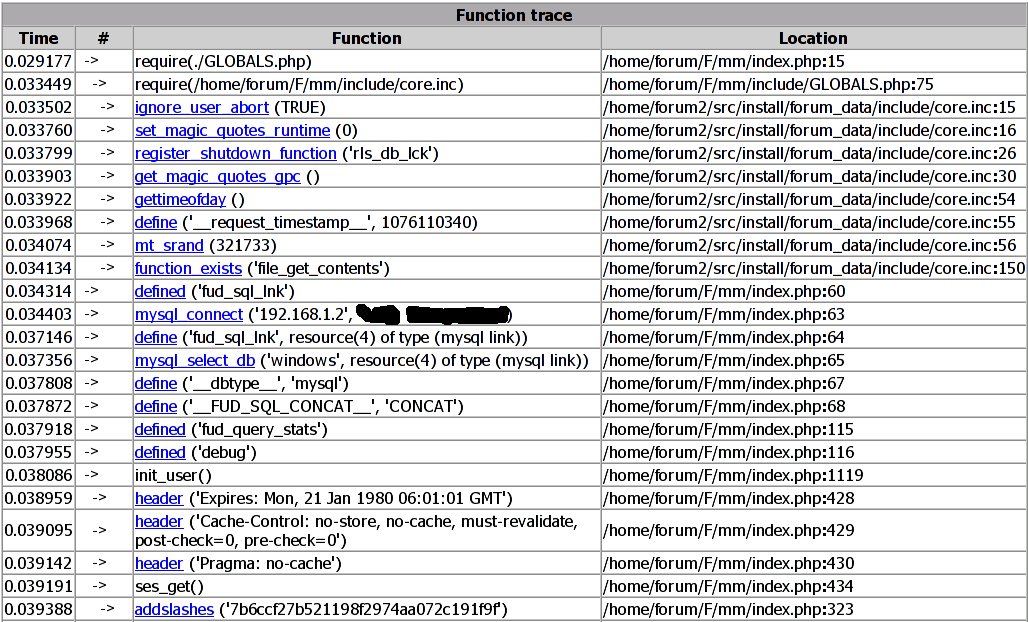 Function trace
Time # Function Location
0.029177 -> require(./GLOBALS.php) /home/forum/F/mm/index.php:15
0.033449 -> require(/home/forum/F/mm/include/core.inc) /home/forum/F/mm/include/GLOBALS.php:75
0.033502 -> ignore_user_abort (TRUE) /home/forum2/src/install/forum_data/include/core.inc:15
0.033760 -> set_magic_quotes_runtime (0) /home/forum2/src/install/forum_data/include/core.inc:16
0.033799 -> register_shutdown_function ('rls_db_lck') /home/forum2/src/install/forum_data/include/core.inc:26
0.033903 -> get_magic_quotes_gpc () /home/forum2/src/install/forum_data/include/core.inc:30
0.033922 -> gettimeofday () /home/forum2/src/install/forum_data/include/core.inc:54
0.033968 -> define ('__request_timestamp__', 1076110340) /home/forum2/src/install/forum_data/include/core.inc:55
0.034074 -> mt_srand (321733) /home/forum2/src/install/forum_data/include/core.inc:56
0.034134 -> function_exists ('file_get_contents') /home/forum2/src/install/forum_data/include/core.inc:150
0.034314 -> defined ('fud_sql_lnk') /home/forum/F/mm/index.php:60
0.034403 -> mysql_connect ('192.168.1.2', ) /home/forum/F/mm/index.php:63
0.037146 -> define ('fud_sql_lnk', resource(4) of type (mysql link)) /home/forum/F/mm/index.php:64
0.037356 -> mysql_select_db ('windows', resource(4) of type (mysql link)) /home/forum/F/mm/index.php:65
0.037808 -> define ('__dbtype__', 'mysql') /home/forum/F/mm/index.php:67
0.037872 -> define ('__FUD_SQL_CONCAT__', 'CONCAT') /home/forum/F/mm/index.php:68
0.037918 -> defined ('fud_query_stats') /home/forum/F/mm/index.php:115
0.037955 -> defined ('debug') /home/forum/F/mm/index.php:116
0.038086 -> init_user() /home/forum/F/mm/index.php:1119
0.038959 -> header ('Expires: Mon, 21 Jan 1980 06:01:01 GMT') /home/forum/F/mm/index.php:428
0.039095 -> header ('Cache-Control: no-store, no-cache, must-revalidate, /home/forum/F/mm/index.php:429
post-check=0, pre-check=0')
0.039142 -> header ('Pragma: no-cache') /home/forum/F/mm/index.php:430
0.039191 -> ses_get() /home/forum/F/mm/index.php:434
0.039388 -> addslashes ('7b6ccf27b521198f2974aa072c191f9f') /home/forum/F/mm/index.php:323